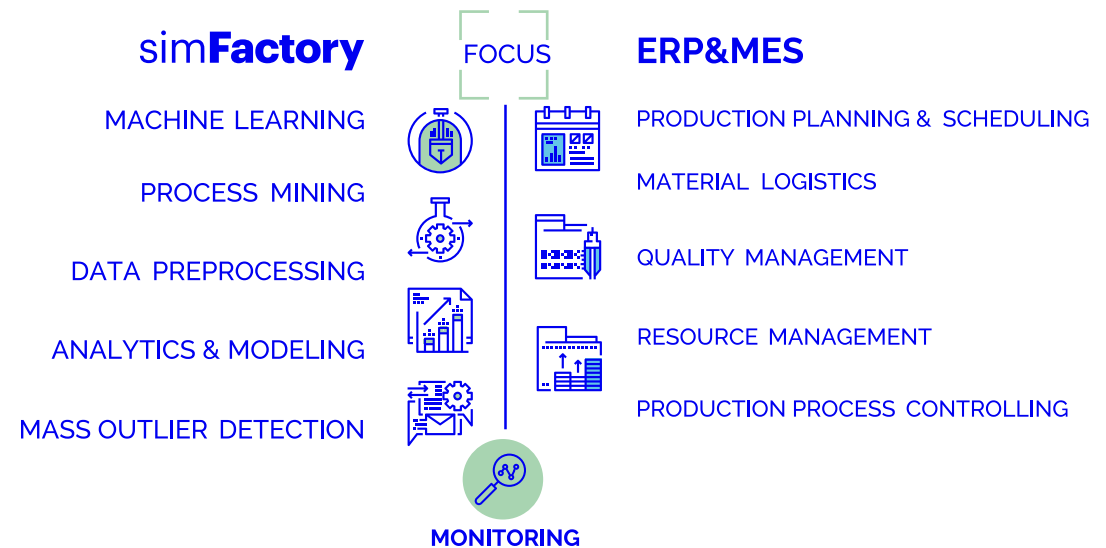 simFactory
FOCUS
ERP&MES
MACHINE LEARNING
PROCESS MINING
DATA PREPROCESSING
ANALYTICS & MODELING
MASS OUTLIER DETECTION
PRODUCTION PLANNING & SCHEDULING
MATERIAL LOGISTICS
QUALITY MANAGEMENT
RESOURCE MANAGEMENT
PRODUCTION PROCESS CONTROLLING
MONITORING